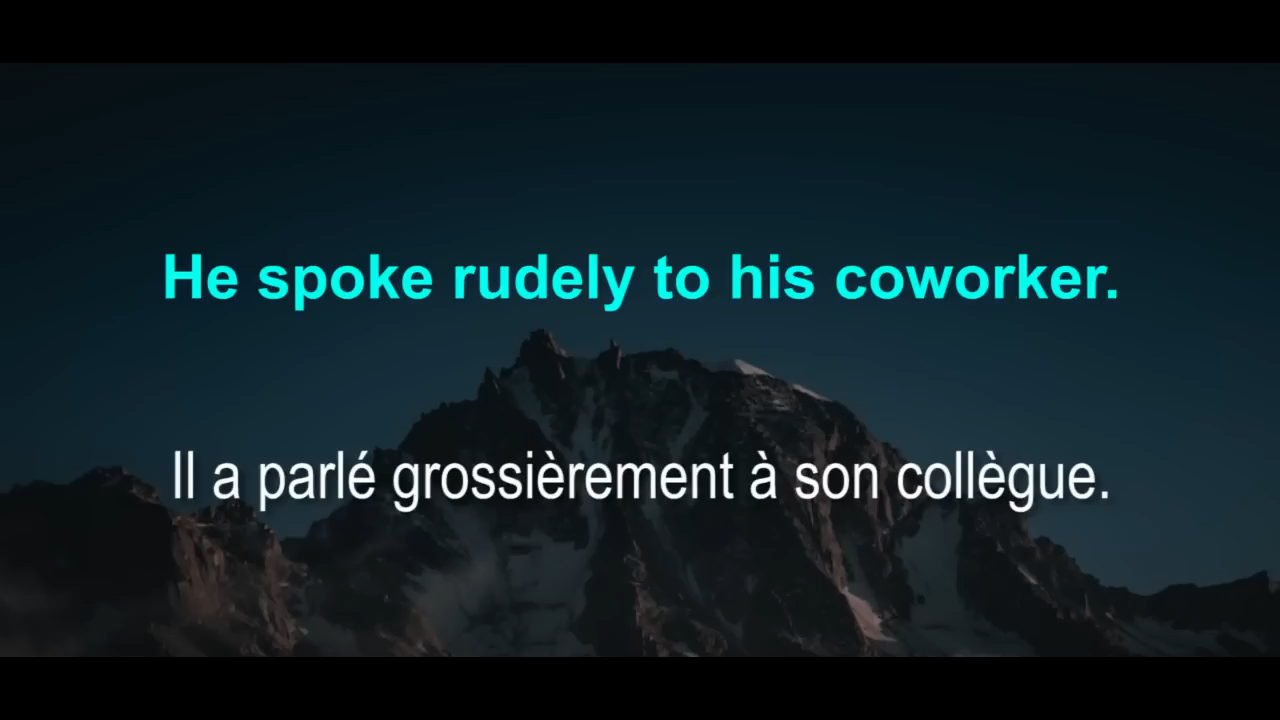 He spoke rudely to his coworker.
Il a parlé grossièrement à son collègue.